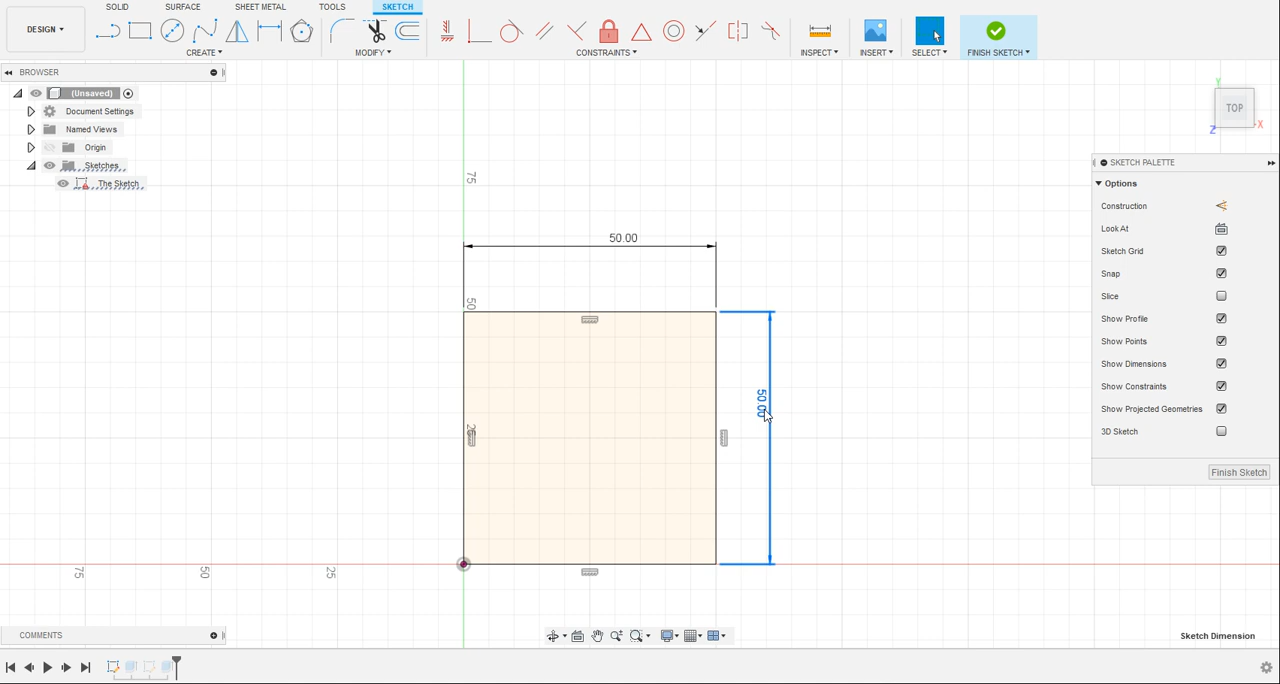 SOLID SURFACE SHEET METAL TOOLS SKETCH
DESIGN
CREATE MODIFY CONSTRAINTS INSPECT INSERT SELECT FINISH SKETCH
BROWSER
(Unsaved)
Document Settings
Named Views
Origin
Sketches
The Sketch
TOP
Y
X
Z
SKETCH PALETTE
Options
Construction
Look At
Sketch Grid
Snap
Slice
Show Profile
Show Points
Show Dimensions
Show Constraints
Show Projected Geometries
3D Sketch
Finish Sketch
75
50.00
50
50.00
25
75
50
25
COMMENTS
Sketch Dimension